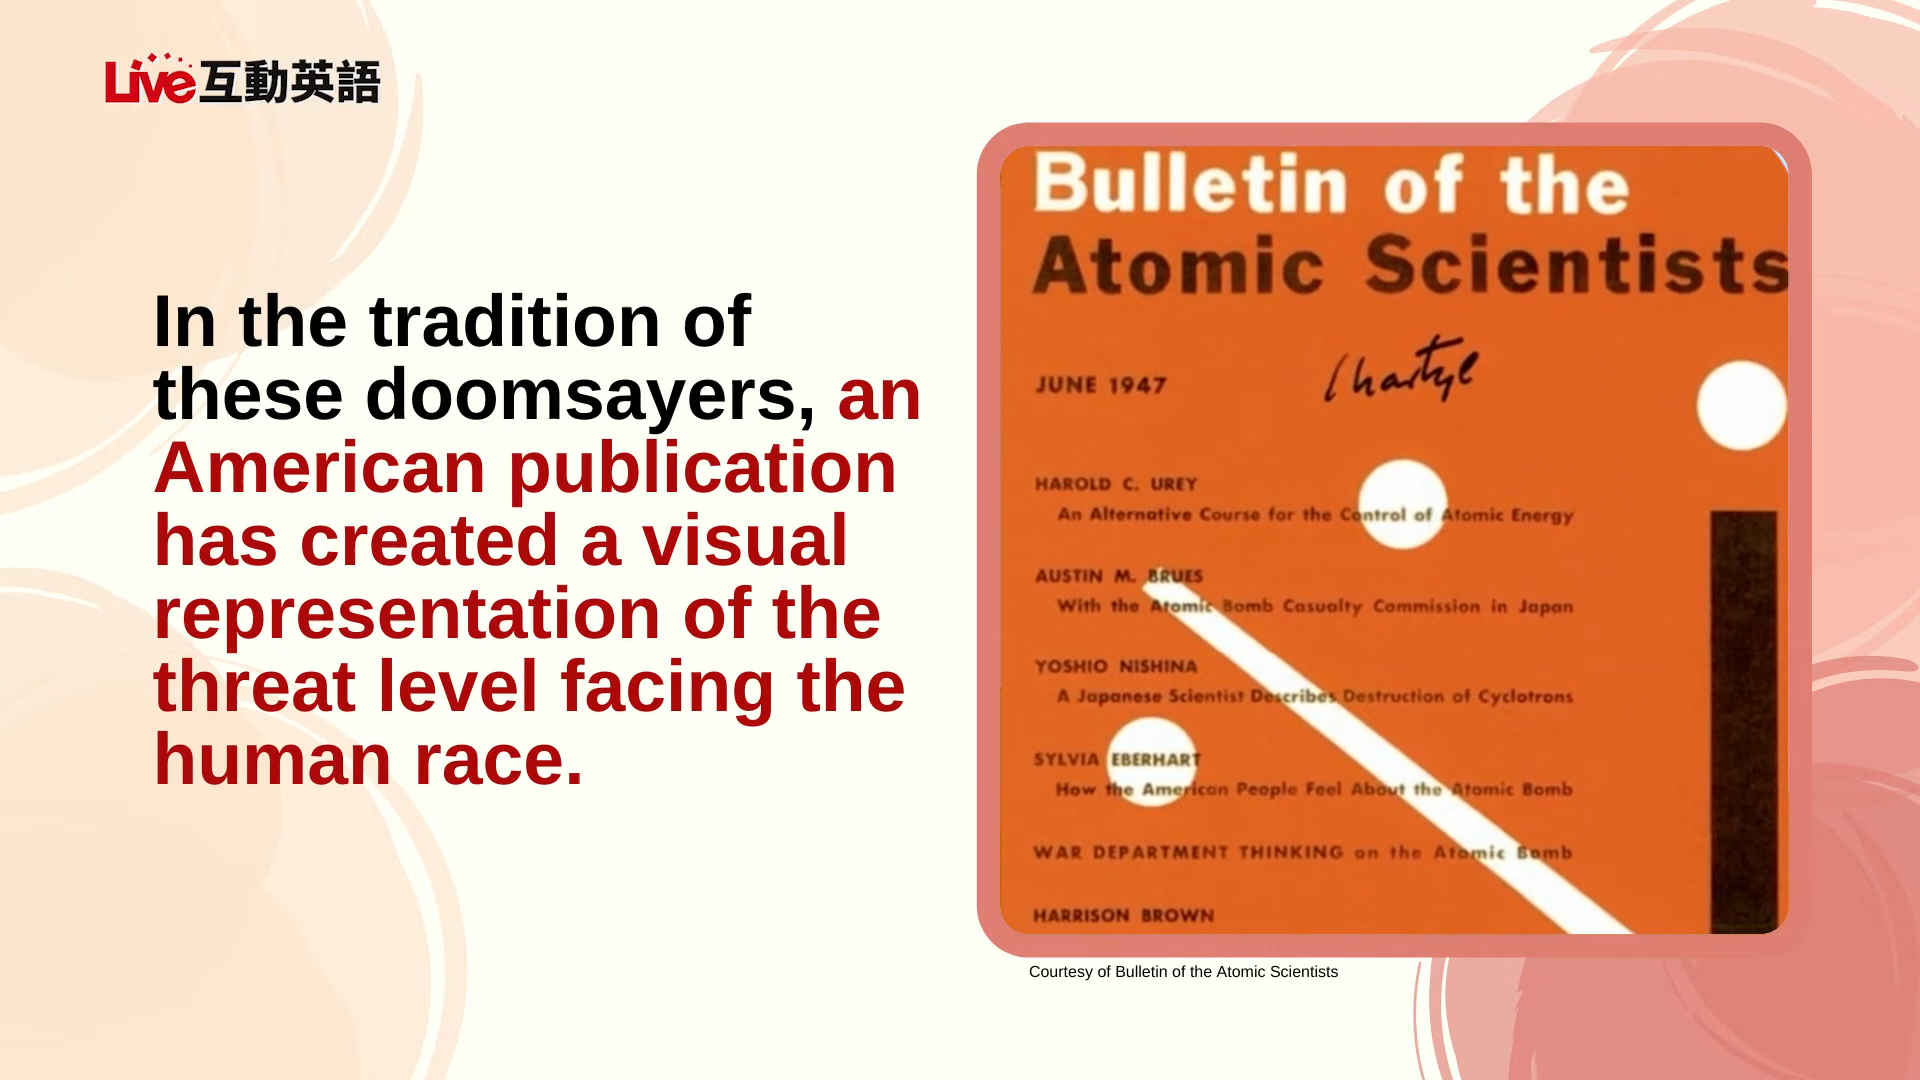 Live互動英語
In the tradition of
these doomsayers, an
American publication
has created a visual
representation of the
threat level facing the
human race.
Bulletin of the
Atomic Scientists
JUNE 1947
HAROLD C. UREY
An Alternative Course for the Control of Atomic Energy
AUSTIN M. BRUES
With the Atomic Bomb Casualty Commission in Japan
YOSHIO NISHINA
A Japanese Scientist Describes Destruction of Cyclotrons
SYLVIA EBERHART
How the American People Feel About the Atomic Bomb
WAR DEPARTMENT THINKING on the Atomic Bomb
HARRISON BROWN
Courtesy of Bulletin of the Atomic Scientists